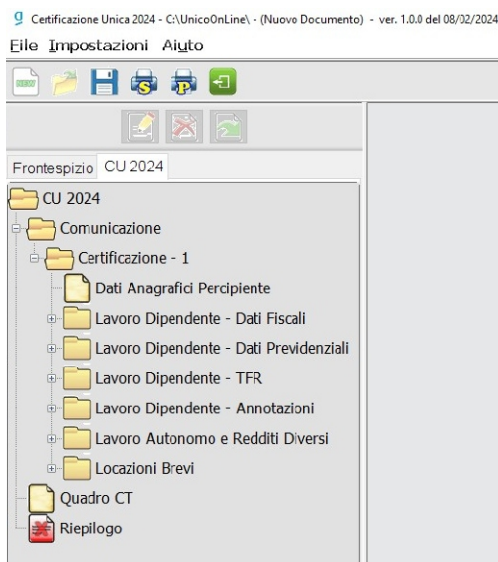 Certificazione Unica 2024 - C:\UnicoOnLine\ - (Nuovo Documento) - ver. 1.0.0 del 08/02/2024
File Impostazioni Aiuto
NEW S P
Frontespizio CU 2024
CU 2024
Comunicazione
Certificazione - 1
Dati Anagrafici Percipiente
Lavoro Dipendente - Dati Fiscali
Lavoro Dipendente - Dati Previdenziali
Lavoro Dipendente - TFR
Lavoro Dipendente - Annotazioni
Lavoro Autonomo e Redditi Diversi
Locazioni Brevi
Quadro CT
Riepilogo